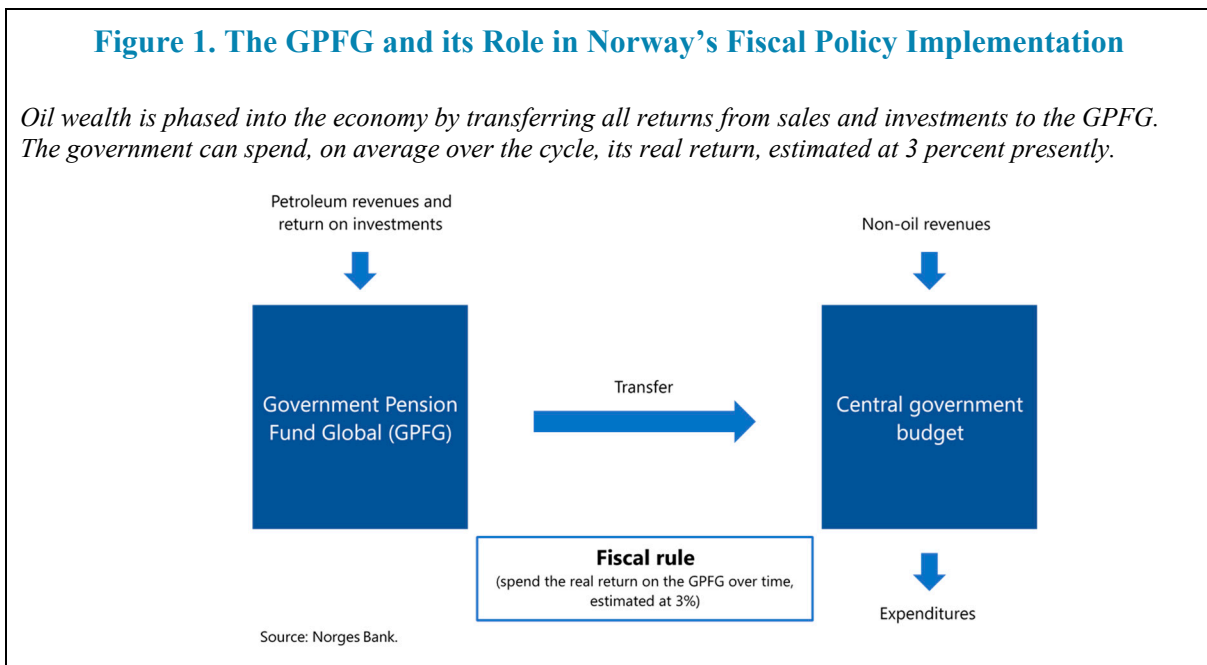 Figure 1. The GPFG and its Role in Norway’s Fiscal Policy Implementation
Oil wealth is phased into the economy by transferring all returns from sales and investments to the GPFG.
The government can spend, on average over the cycle, its real return, estimated at 3 percent presently.
Petroleum revenues and
return on investments
Non-oil revenues
Government Pension
Fund Global (GPFG)
Transfer
Central government
budget
Fiscal rule
(spend the real return on the GPFG over time,
estimated at 3%)
Expenditures
Source: Norges Bank.